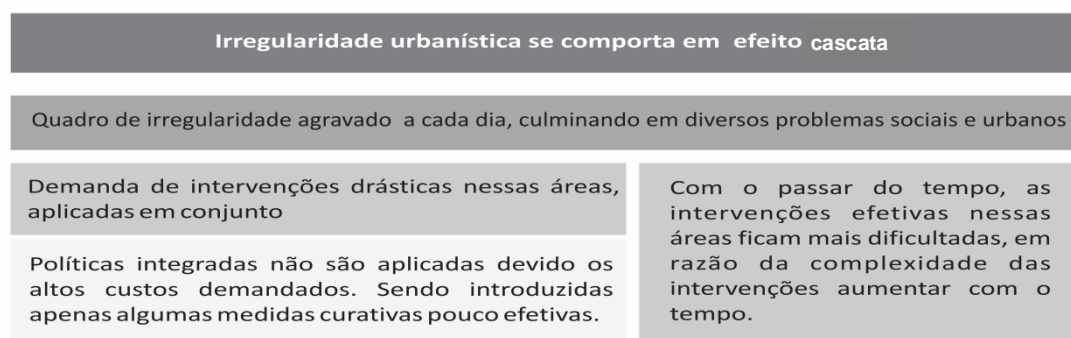 Irregularidade urbanística se comporta em efeito cascata
Quadro de irregularidade agravado a cada dia, culminando em diversos problemas sociais e urbanos
Demanda de intervenções drásticas nessas áreas,
aplicadas em conjunto
Políticas integradas não são aplicadas devido os
altos custos demandados. Sendo introduzidas
apenas algumas medidas curativas pouco efetivas.
Com o passar do tempo, as
intervenções efetivas nessas
áreas ficam mais dificultadas, em
razão da complexidade das
intervenções aumentar com o
tempo.